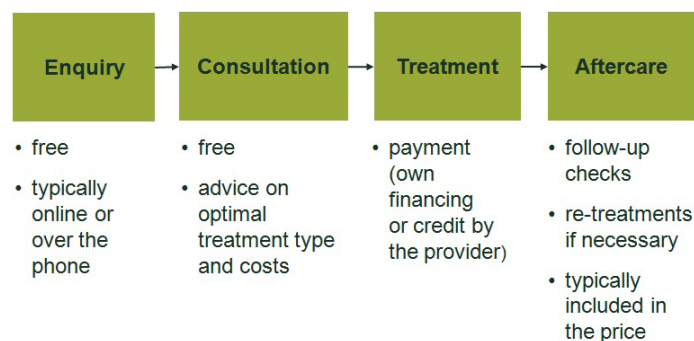 Enquiry
Consultation
Treatment
Aftercare
• free
• typically
online or
over the
phone
• free
• advice on
optimal
treatment type
and costs
• payment
(own
financing
or credit by
the provider)
• follow-up
checks
• re-treatments
if necessary
• typically
included in
the price